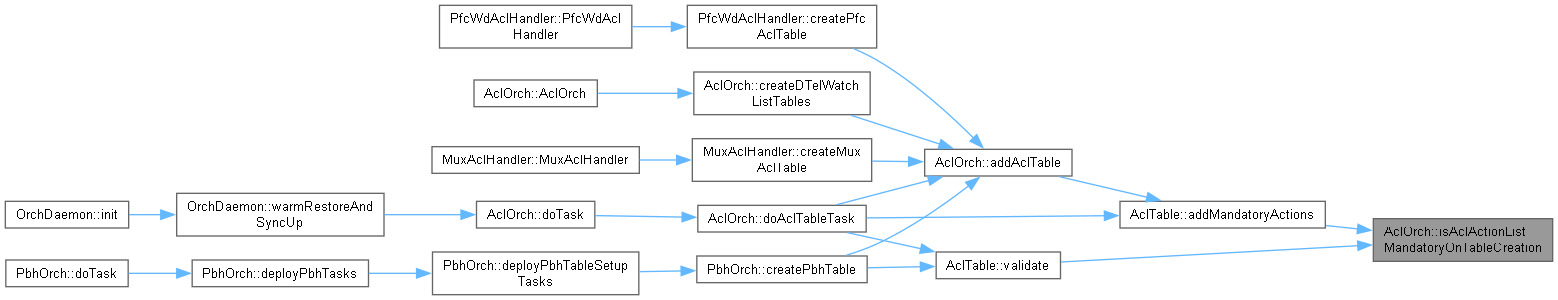 PfcWdAclHandler::PfcWdAcl
Handler
PfcWdAclHandler::createPfc
AclTable
AclOrch::AclOrch
AclOrch::createDTelWatch
ListTables
MuxAclHandler::MuxAclHandler
MuxAclHandler::createMux
AclTable
AclOrch::addAclTable
OrchDaemon::init
OrchDaemon::warmRestoreAnd
SyncUp
AclOrch::doTask
AclOrch::doAclTableTask
AclTable::addMandatoryActions
AclOrch::isAclActionList
MandatoryOnTableCreation
PbhOrch::doTask
PbhOrch::deployPbhTasks
PbhOrch::deployPbhTableSetup
Tasks
PbhOrch::createPbhTable
AclTable::validate